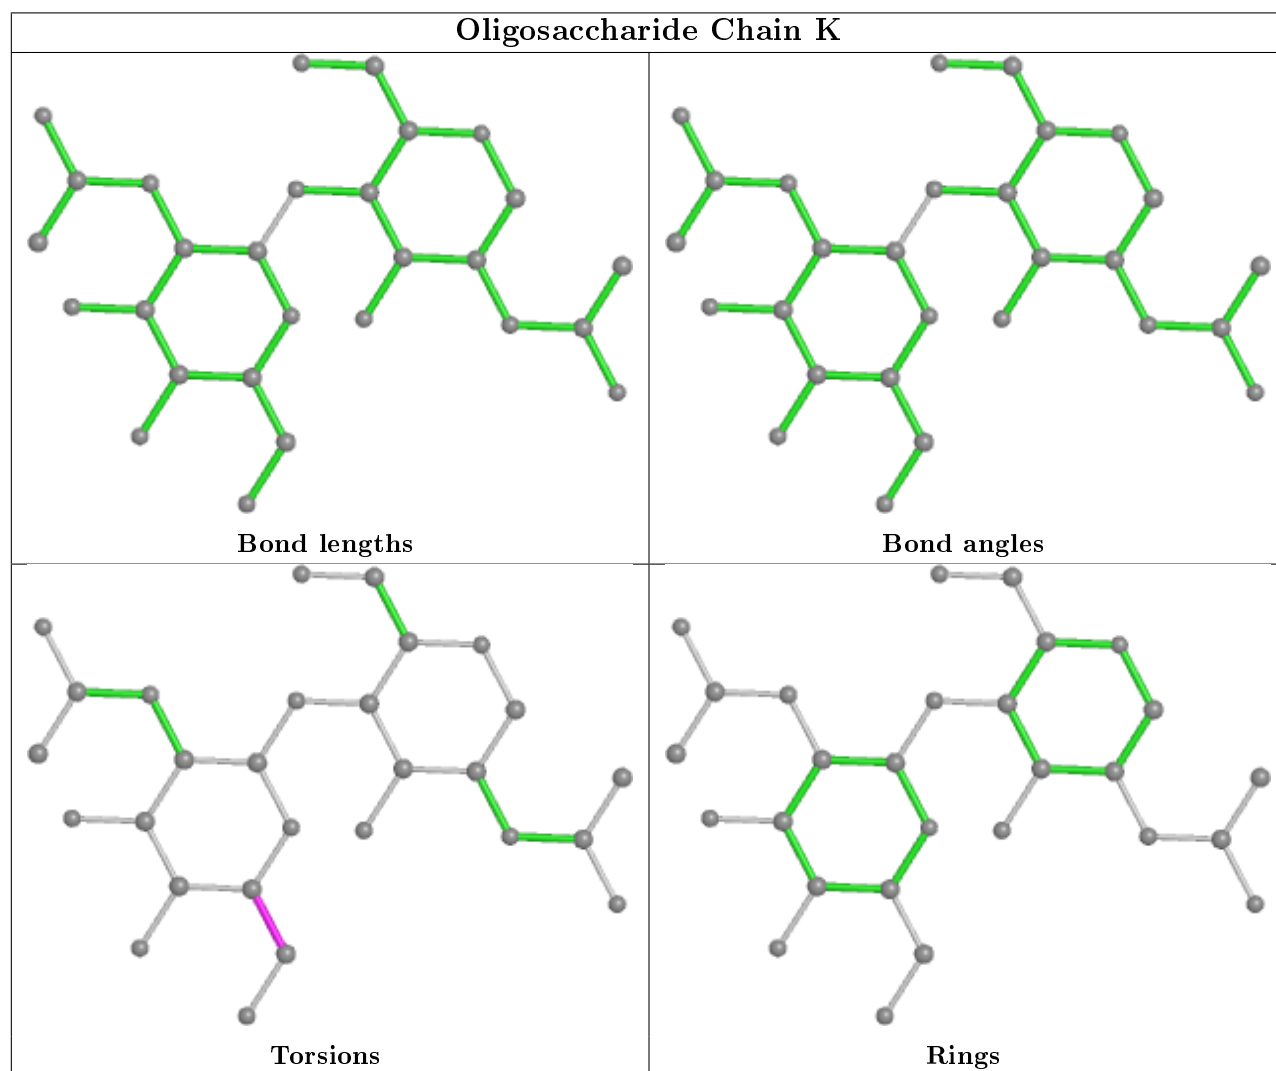 Oligosaccharide Chain K
Bond lengths
Bond angles
Torsions
Rings